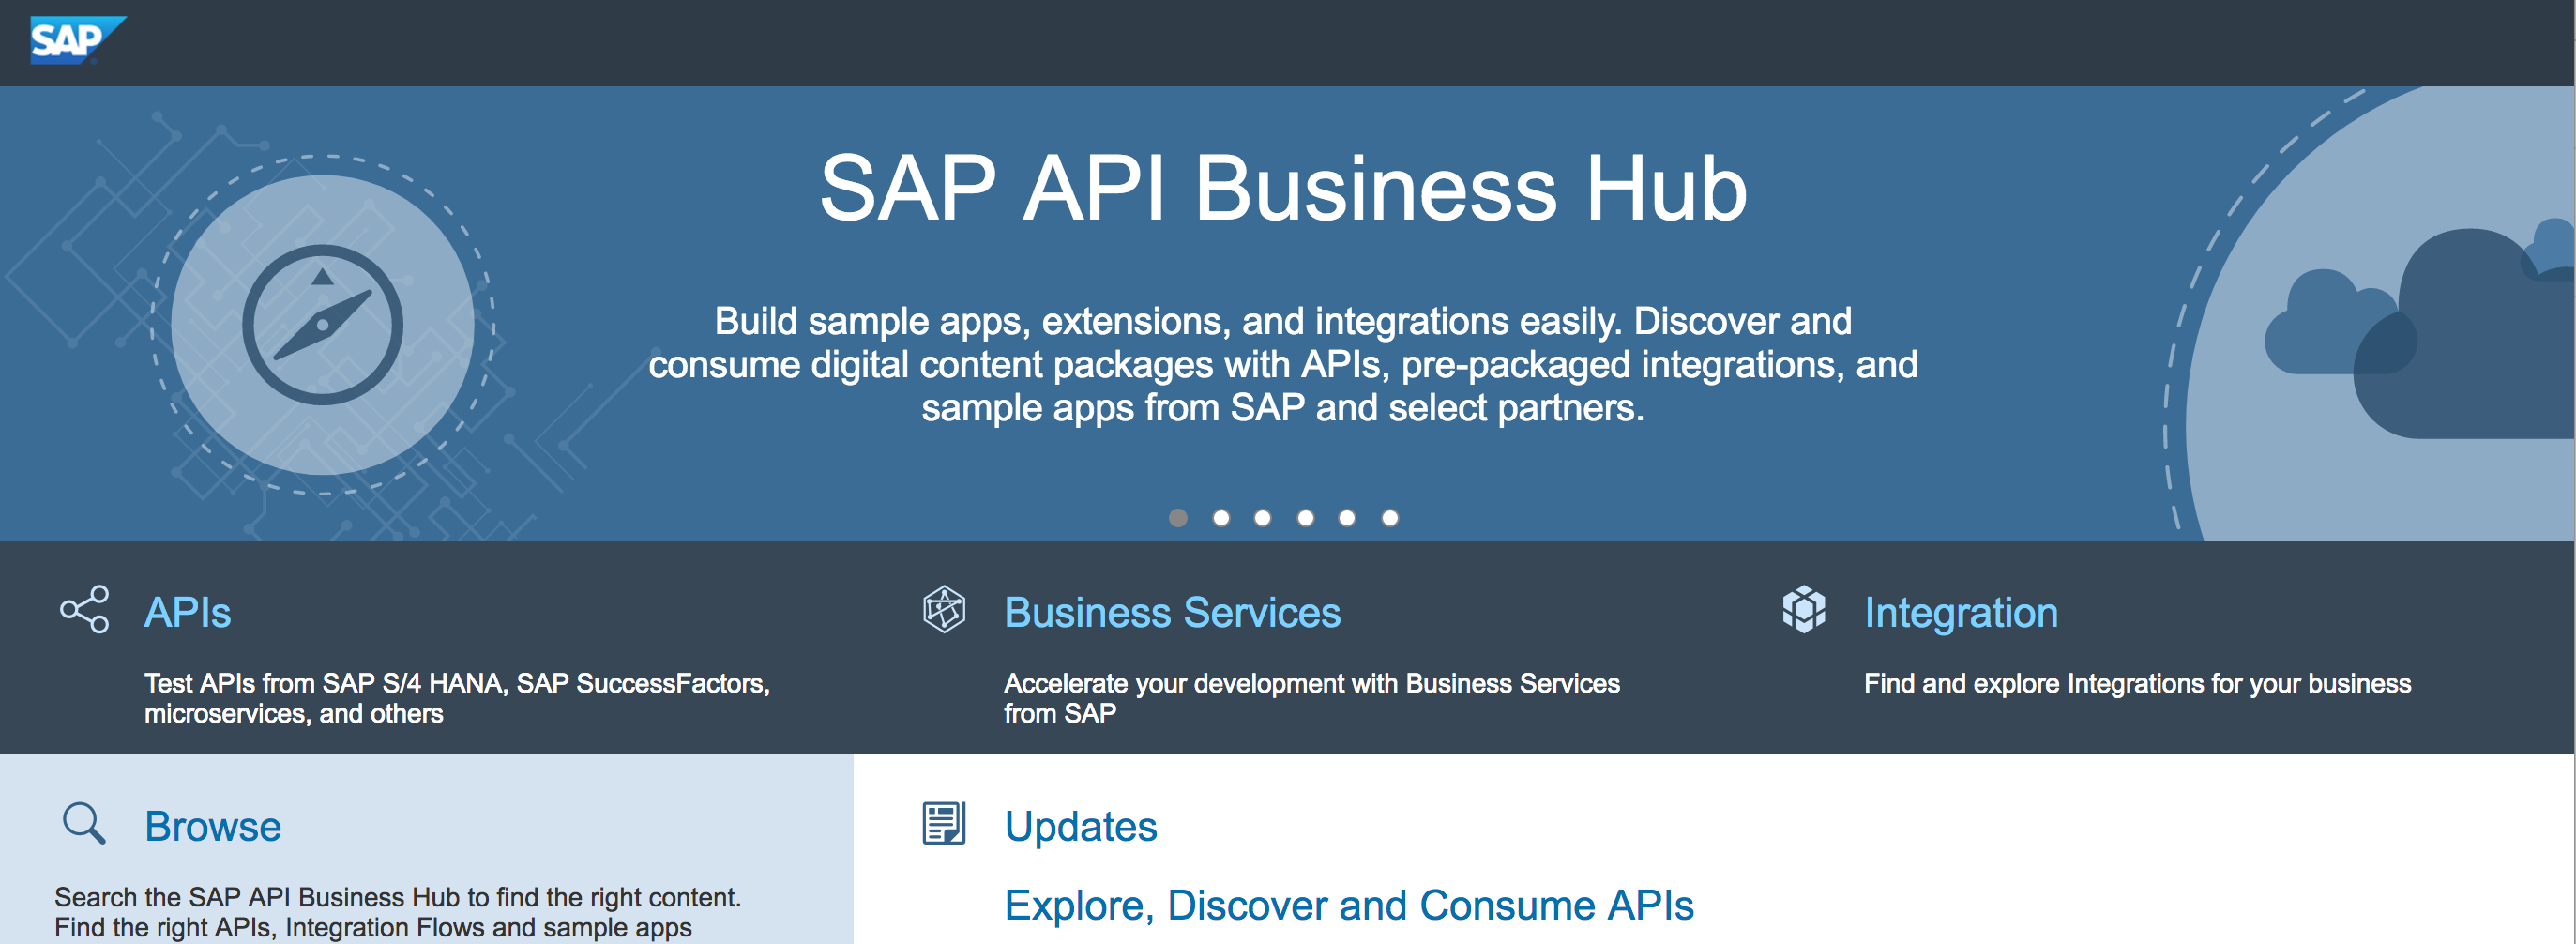 SAP
SAP API Business Hub
Build sample apps, extensions, and integrations easily. Discover and
consume digital content packages with APIs, pre-packaged integrations, and
sample apps from SAP and select partners.
APIs
Test APIs from SAP S/4 HANA, SAP SuccessFactors,
microservices, and others
Business Services
Accelerate your development with Business Services
from SAP
Integration
Find and explore Integrations for your business
Browse
Search the SAP API Business Hub to find the right content.
Find the right APIs, Integration Flows and sample apps
Updates
Explore, Discover and Consume APIs